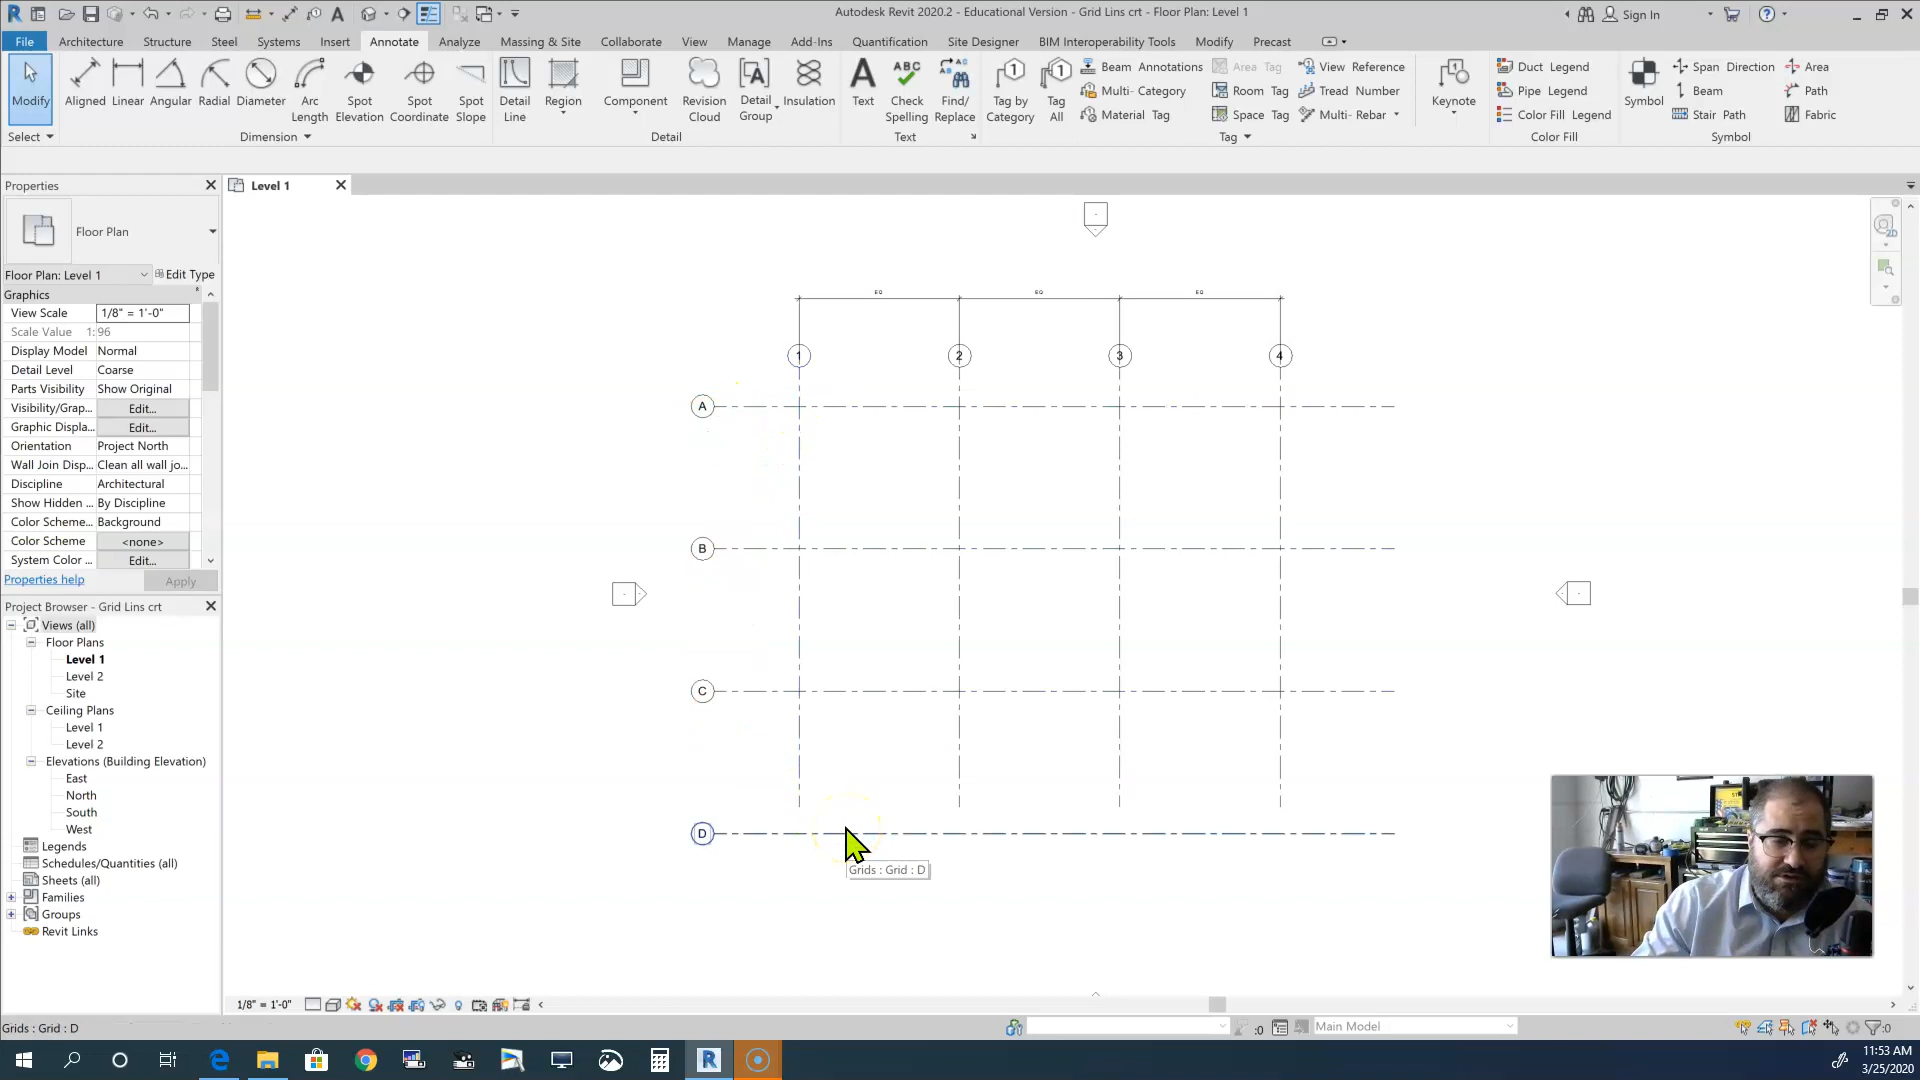 Autodesk Revit 2020.2 - Educational Version - Grid Lins crt - Floor Plan: Level 1
Sign In
File Architecture Structure Steel Systems Insert Annotate Analyze Massing & Site Collaborate View Manage Add-Ins Quantification Site Designer BIM Interoperability Tools Modify Precast
Modify Aligned Linear Angular Radial Diameter Arc Length Spot Elevation Spot Coordinate Spot Slope Detail Line Region Component Revision Cloud Detail Group Insulation Text Check Spelling Find/ Replace Tag by Category Tag All
Beam Annotations Area Tag View Reference
Multi- Category Room Tag Tread Number
Material Tag Space Tag Multi- Rebar
Keynote
Duct Legend
Pipe Legend
Color Fill Legend
Symbol
Span Direction Area
Beam Path
Stair Path Fabric
Select Dimension Detail Text Tag Color Fill Symbol
Properties
Level 1
Floor Plan
Floor Plan: Level 1 Edit Type
Graphics
View Scale 1/8" = 1'-0"
Scale Value 1: 96
Display Model Normal
Detail Level Coarse
Parts Visibility Show Original
Visibility/Grap... Edit...
Graphic Displa... Edit...
Orientation Project North
Wall Join Disp... Clean all wall jo...
Discipline Architectural
Show Hidden ... By Discipline
Color Scheme... Background
Color Scheme <none>
System Color ... Edit...
Properties help Apply
Project Browser - Grid Lins crt
Views (all)
Floor Plans
Level 1
Level 2
Site
Ceiling Plans
Level 1
Level 2
Elevations (Building Elevation)
East
North
South
West
Legends
Schedules/Quantities (all)
Sheets (all)
Families
Groups
Revit Links
EQ EQ EQ
1 2 3 4
A
B
C
D
Grids : Grid : D
1/8" = 1'-0"
Grids : Grid : D
:0
Main Model
:0
11:53 AM
3/25/2020